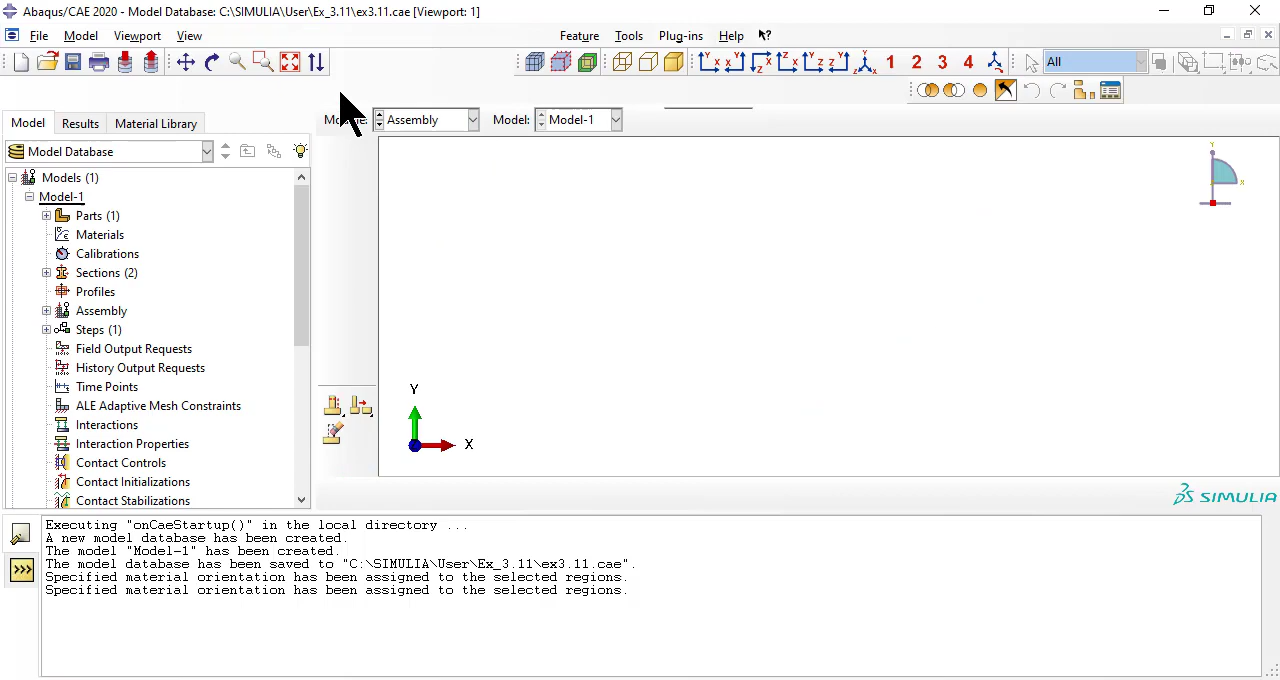 Abaqus/CAE 2020 - Model Database: C:\SIMULIA\User\Ex_3.11\ex3.11.cae [Viewport: 1]
File Model Viewport View Feature Tools Plug-ins Help
1 2 3 4 All
Model Results Material Library
Assembly Model: Model-1
Model Database
Models (1)
Model-1
Parts (1)
Materials
Calibrations
Sections (2)
Profiles
Assembly
Steps (1)
Field Output Requests
History Output Requests
Time Points
ALE Adaptive Mesh Constraints
Interactions
Interaction Properties
Contact Controls
Contact Initializations
Contact Stabilizations
Y
X
Y
X
SIMULIA
Executing "onCaeStartup()" in the local directory ...
A new model database has been created.
The model "Model-1" has been created.
The model database has been saved to "C:\SIMULIA\User\Ex_3.11\ex3.11.cae".
Specified material orientation has been assigned to the selected regions.
Specified material orientation has been assigned to the selected regions.